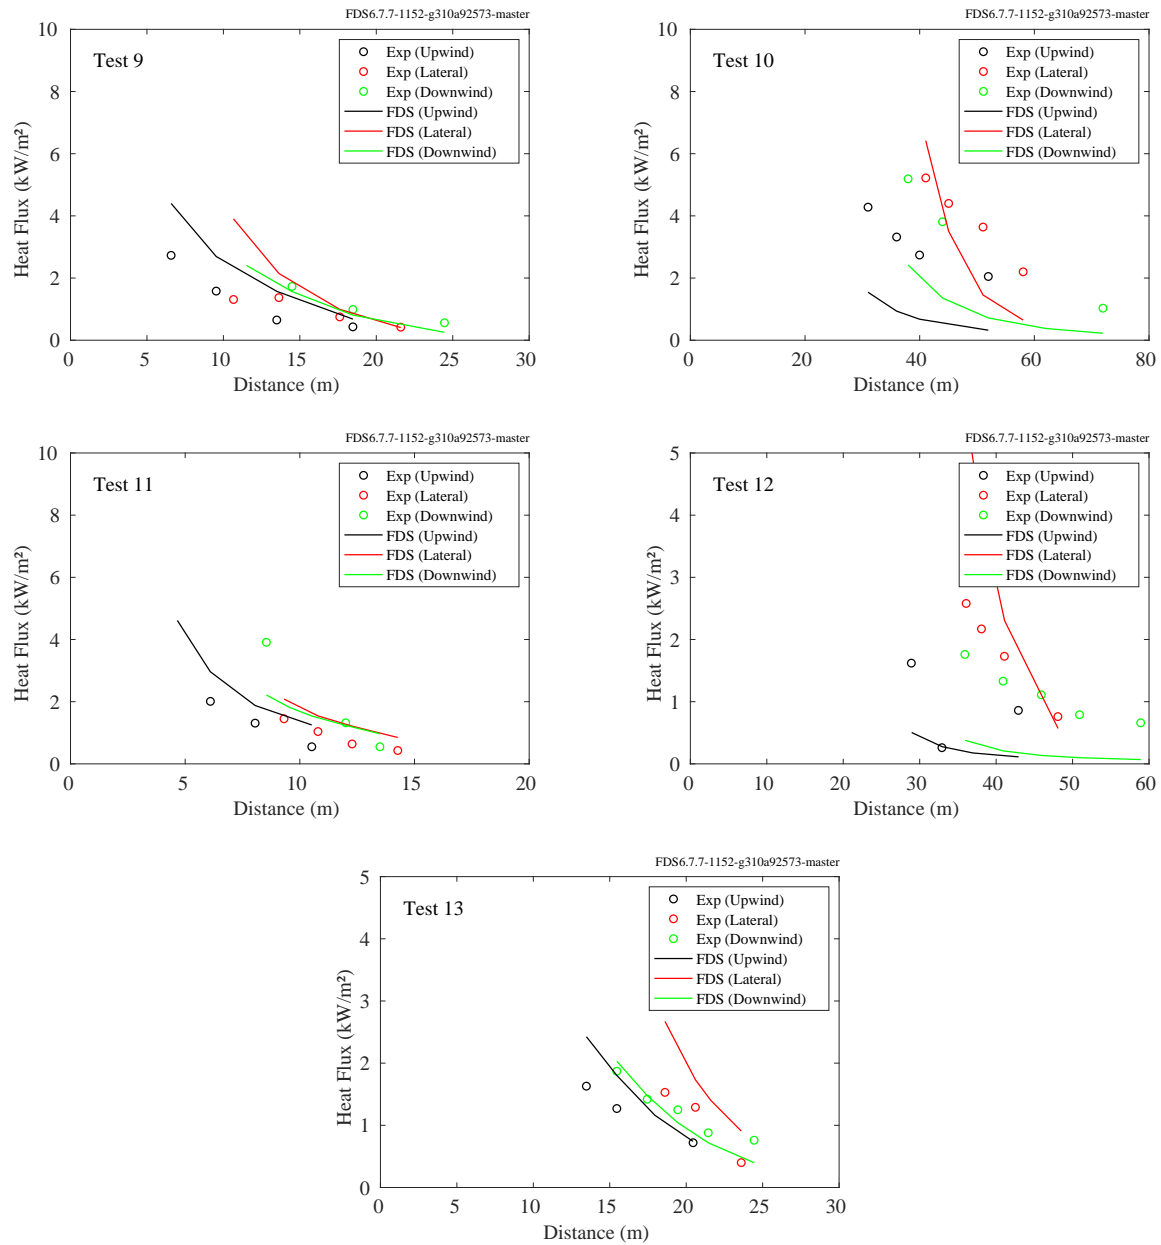 FDS6.7.7-1152-g310a92573-master
Test 9
Exp (Upwind)
Exp (Lateral)
Exp (Downwind)
FDS (Upwind)
FDS (Lateral)
FDS (Downwind)
Heat Flux (kW/m²)
10
8
6
4
2
0
0 5 10 15 20 25 30
Distance (m)
FDS6.7.7-1152-g310a92573-master
Test 10
Exp (Upwind)
Exp (Lateral)
Exp (Downwind)
FDS (Upwind)
FDS (Lateral)
FDS (Downwind)
Heat Flux (kW/m²)
10
8
6
4
2
0
0 20 40 60 80
Distance (m)
FDS6.7.7-1152-g310a92573-master
Test 11
Exp (Upwind)
Exp (Lateral)
Exp (Downwind)
FDS (Upwind)
FDS (Lateral)
FDS (Downwind)
Heat Flux (kW/m²)
10
8
6
4
2
0
0 5 10 15 20
Distance (m)
FDS6.7.7-1152-g310a92573-master
Test 12
Exp (Upwind)
Exp (Lateral)
Exp (Downwind)
FDS (Upwind)
FDS (Lateral)
FDS (Downwind)
Heat Flux (kW/m²)
5
4
3
2
1
0
0 10 20 30 40 50 60
Distance (m)
FDS6.7.7-1152-g310a92573-master
Test 13
Exp (Upwind)
Exp (Lateral)
Exp (Downwind)
FDS (Upwind)
FDS (Lateral)
FDS (Downwind)
Heat Flux (kW/m²)
5
4
3
2
1
0
0 5 10 15 20 25 30
Distance (m)